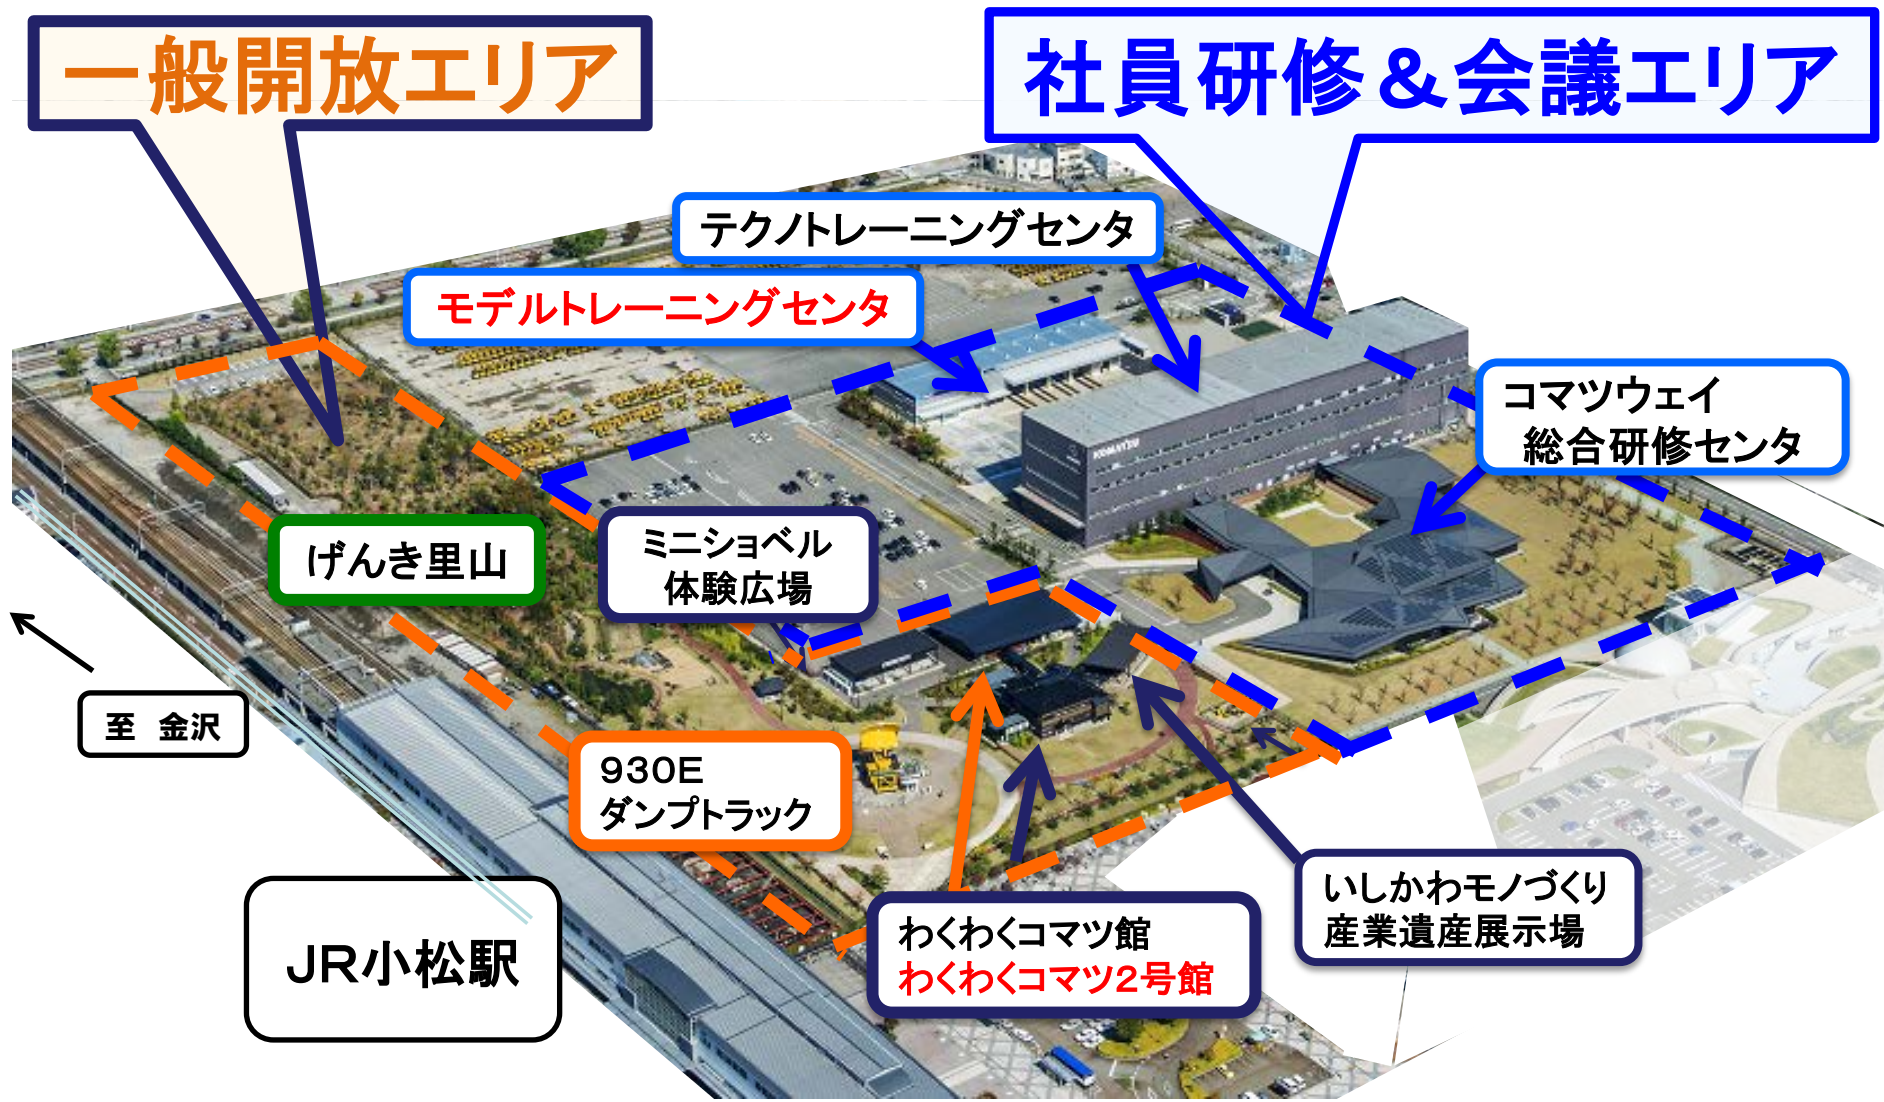 一般開放エリア
社員研修&会議エリア
テクノトレーニングセンタ
モデルトレーニングセンタ
コマツウェイ
総合研修センタ
KOMATSU
げんき里山
ミニショベル
体験広場
至　金沢
930E
ダンプトラック
JR小松駅
わくわくコマツ館
わくわくコマツ2号館
いしかわモノづくり
産業遺産展示場